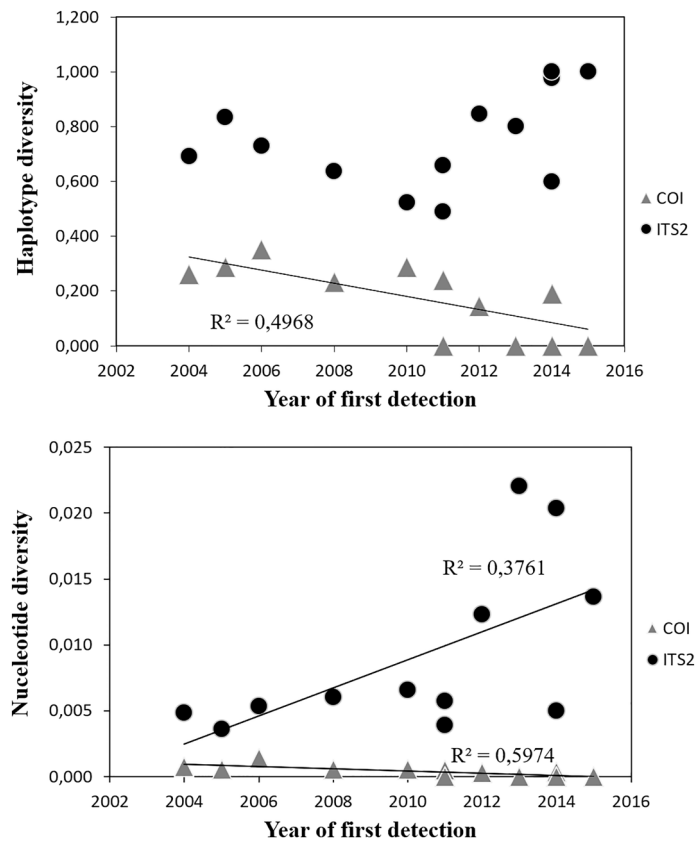 1,200
1,000
0,800
0,600
0,400
0,200
0,000
Haplotype diversity
R² = 0,4968
COI
ITS2
2002 2004 2006 2008 2010 2012 2014 2016
Year of first detection
0,025
0,020
0,015
0,010
0,005
0,000
Nuceleotide diversity
R² = 0,3761
R² = 0,5974
COI
ITS2
2002 2004 2006 2008 2010 2012 2014 2016
Year of first detection